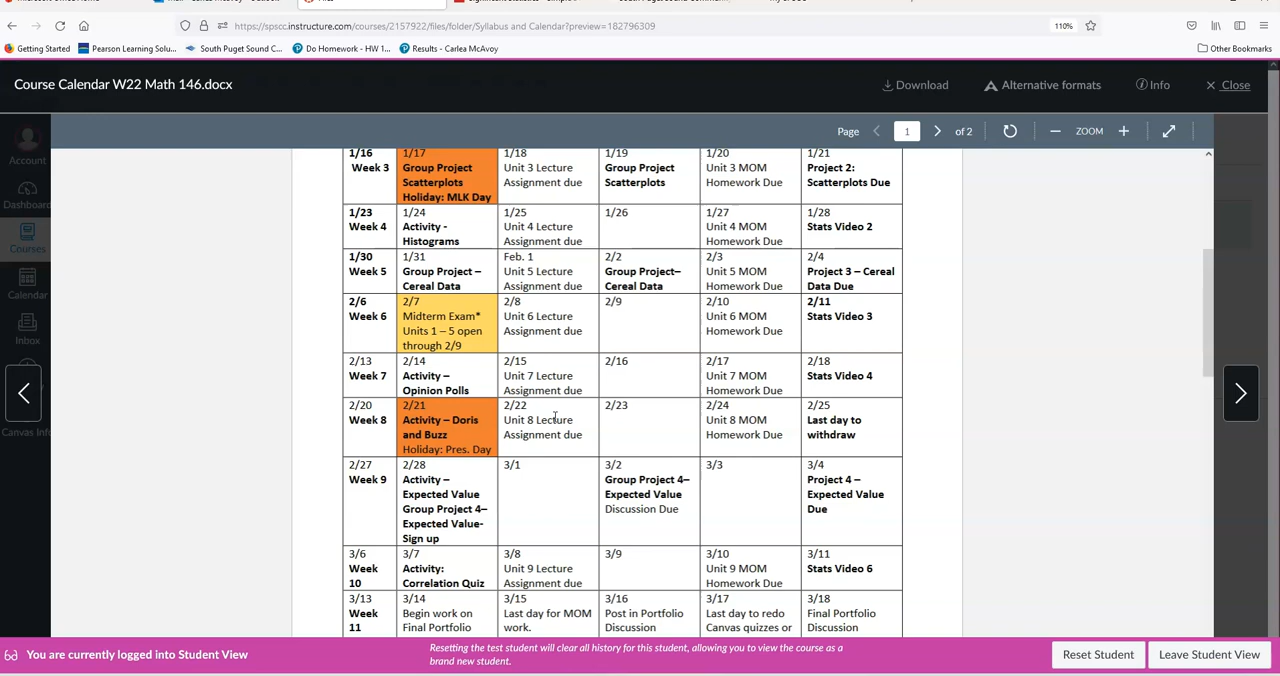 https://spscc.instructure.com/courses/2157922/files/folder/Syllabus and Calendar?preview=182796309
110%
Getting Started
Pearson Learning Solu...
South Puget Sound C...
Do Homework - HW 1...
Results - Carlea McAvoy
Other Bookmarks
Course Calendar W22 Math 146.docx
Download
Alternative formats
Info
Close
Page 1 of 2
ZOOM
Account
Dashboard
Courses
Calendar
Inbox
Canvas Info
1/16
Week 3
1/17
Group Project
Scatterplots
Holiday: MLK Day
1/18
Unit 3 Lecture
Assignment due
1/19
Group Project
Scatterplots
1/20
Unit 3 MOM
Homework Due
1/21
Project 2:
Scatterplots Due
1/23
Week 4
1/24
Activity -
Histograms
1/25
Unit 4 Lecture
Assignment due
1/26
1/27
Unit 4 MOM
Homework Due
1/28
Stats Video 2
1/30
Week 5
1/31
Group Project –
Cereal Data
Feb. 1
Unit 5 Lecture
Assignment due
2/2
Group Project–
Cereal Data
2/3
Unit 5 MOM
Homework Due
2/4
Project 3 – Cereal
Data Due
2/6
Week 6
2/7
Midterm Exam*
Units 1 – 5 open
through 2/9
2/8
Unit 6 Lecture
Assignment due
2/9
2/10
Unit 6 MOM
Homework Due
2/11
Stats Video 3
2/13
Week 7
2/14
Activity –
Opinion Polls
2/15
Unit 7 Lecture
Assignment due
2/16
2/17
Unit 7 MOM
Homework Due
2/18
Stats Video 4
2/20
Week 8
2/21
Activity – Doris
and Buzz
Holiday: Pres. Day
2/22
Unit 8 Lecture
Assignment due
2/23
2/24
Unit 8 MOM
Homework Due
2/25
Last day to
withdraw
2/27
Week 9
2/28
Activity –
Expected Value
Group Project 4–
Expected Value-
Sign up
3/1
3/2
Group Project 4–
Expected Value
Discussion Due
3/3
3/4
Project 4 –
Expected Value
Due
3/6
Week
10
3/7
Activity:
Correlation Quiz
3/8
Unit 9 Lecture
Assignment due
3/9
3/10
Unit 9 MOM
Homework Due
3/11
Stats Video 6
3/13
Week
11
3/14
Begin work on
Final Portfolio
3/15
Last day for MOM
work.
3/16
Post in Portfolio
Discussion
3/17
Last day to redo
Canvas quizzes or
3/18
Final Portfolio
Discussion
You are currently logged into Student View
Resetting the test student will clear all history for this student, allowing you to view the course as a
brand new student.
Reset Student
Leave Student View